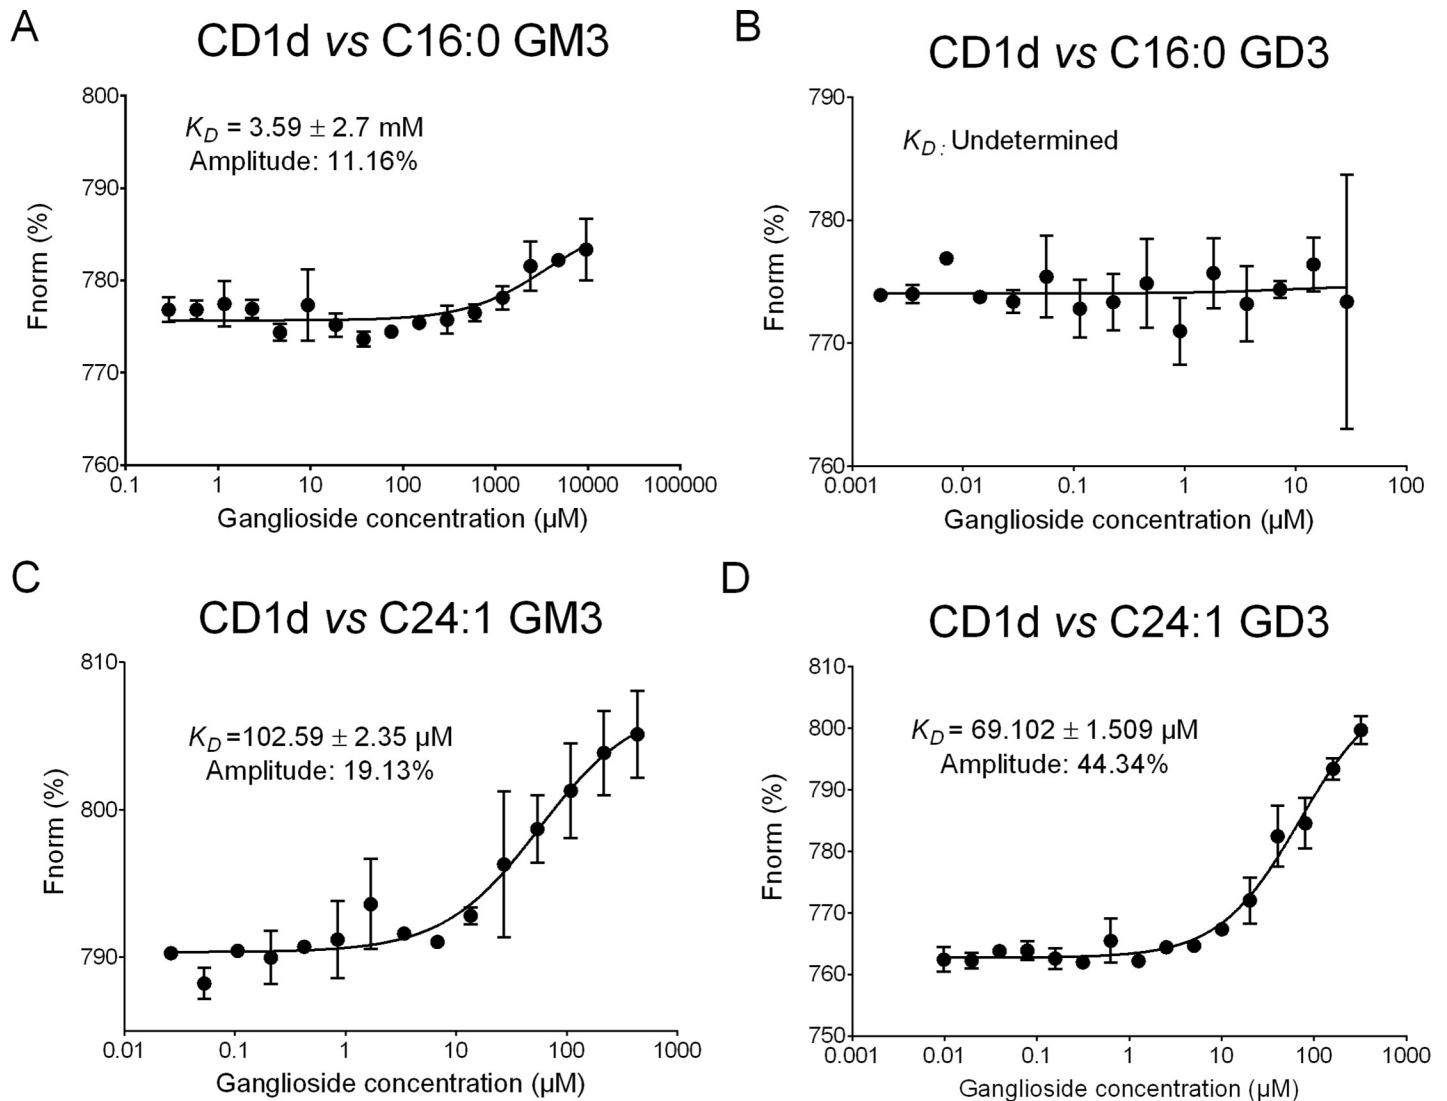 A
CD1d vs C16:0 GM3
800
790
780
770
760
Fnorm (%)
K_D = 3.59 ± 2.7 mM
Amplitude: 11.16%
0.1 1 10 100 1000 10000 100000
Ganglioside concentration (µM)
B
CD1d vs C16:0 GD3
790
780
770
760
Fnorm (%)
K_D : Undetermined
0.001 0.01 0.1 1 10 100
Ganglioside concentration (µM)
C
CD1d vs C24:1 GM3
810
800
790
Fnorm (%)
K_D =102.59 ± 2.35 µM
Amplitude: 19.13%
0.01 0.1 1 10 100 1000
Ganglioside concentration (µM)
D
CD1d vs C24:1 GD3
810
800
790
780
770
760
750
Fnorm (%)
K_D = 69.102 ± 1.509 µM
Amplitude: 44.34%
0.001 0.01 0.1 1 10 100 1000
Ganglioside concentration (µM)